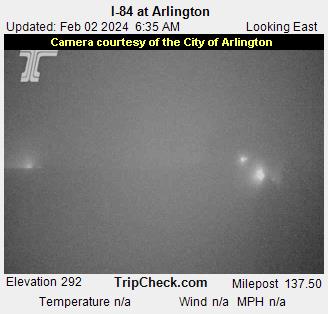 I-84 at Arlington
Updated: Feb 02 2024 6:35 AM Looking East
Camera courtesy of the City of Arlington
Elevation 292 TripCheck.com Milepost 137.50
Temperature n/a Wind n/a MPH n/a